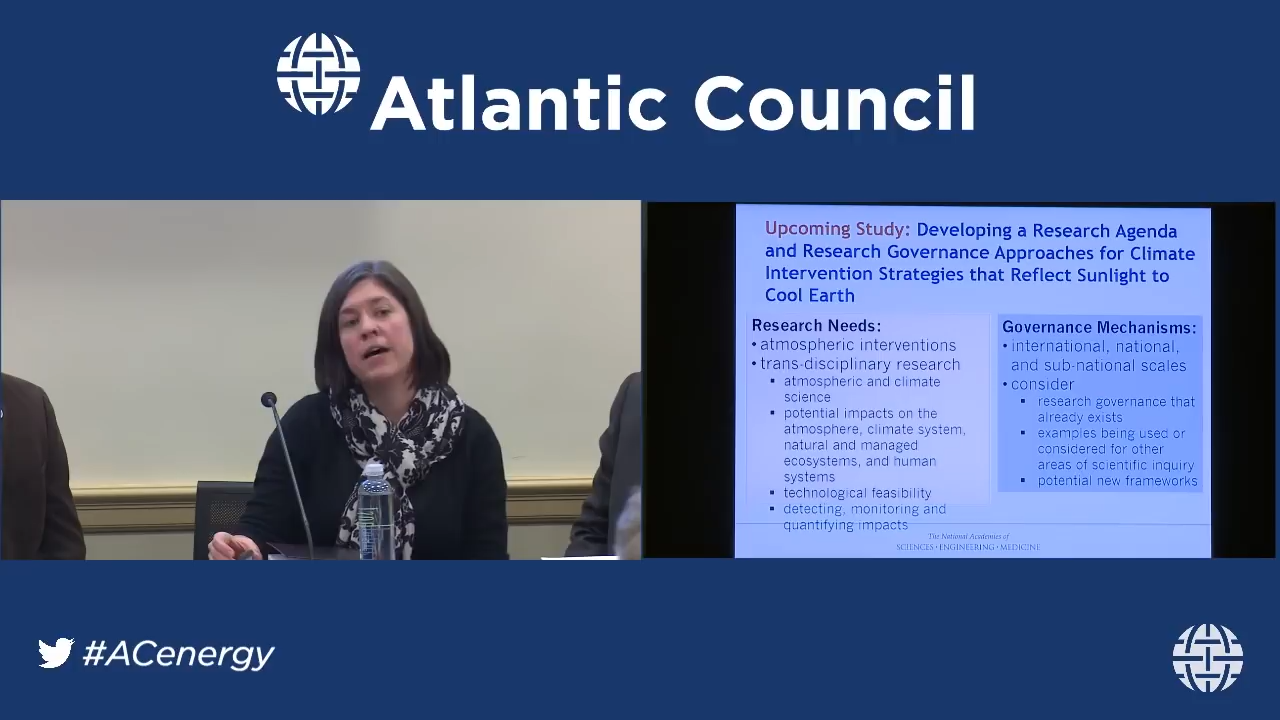 Atlantic Council
Upcoming Study: Developing a Research Agenda
and Research Governance Approaches for Climate
Intervention Strategies that Reflect Sunlight to
Cool Earth
Research Needs:
• atmospheric interventions
• trans-disciplinary research
▪ atmospheric and climate
science
▪ potential impacts on the
atmosphere, climate system,
natural and managed
ecosystems, and human
systems
▪ technological feasibility
▪ detecting, monitoring and
quantifying impacts
Governance Mechanisms:
• international, national,
and sub-national scales
• consider
▪ research governance that
already exists
▪ examples being used or
considered for other
areas of scientific inquiry
▪ potential new frameworks
The National Academies of
SCIENCES • ENGINEERING • MEDICINE
#ACenergy